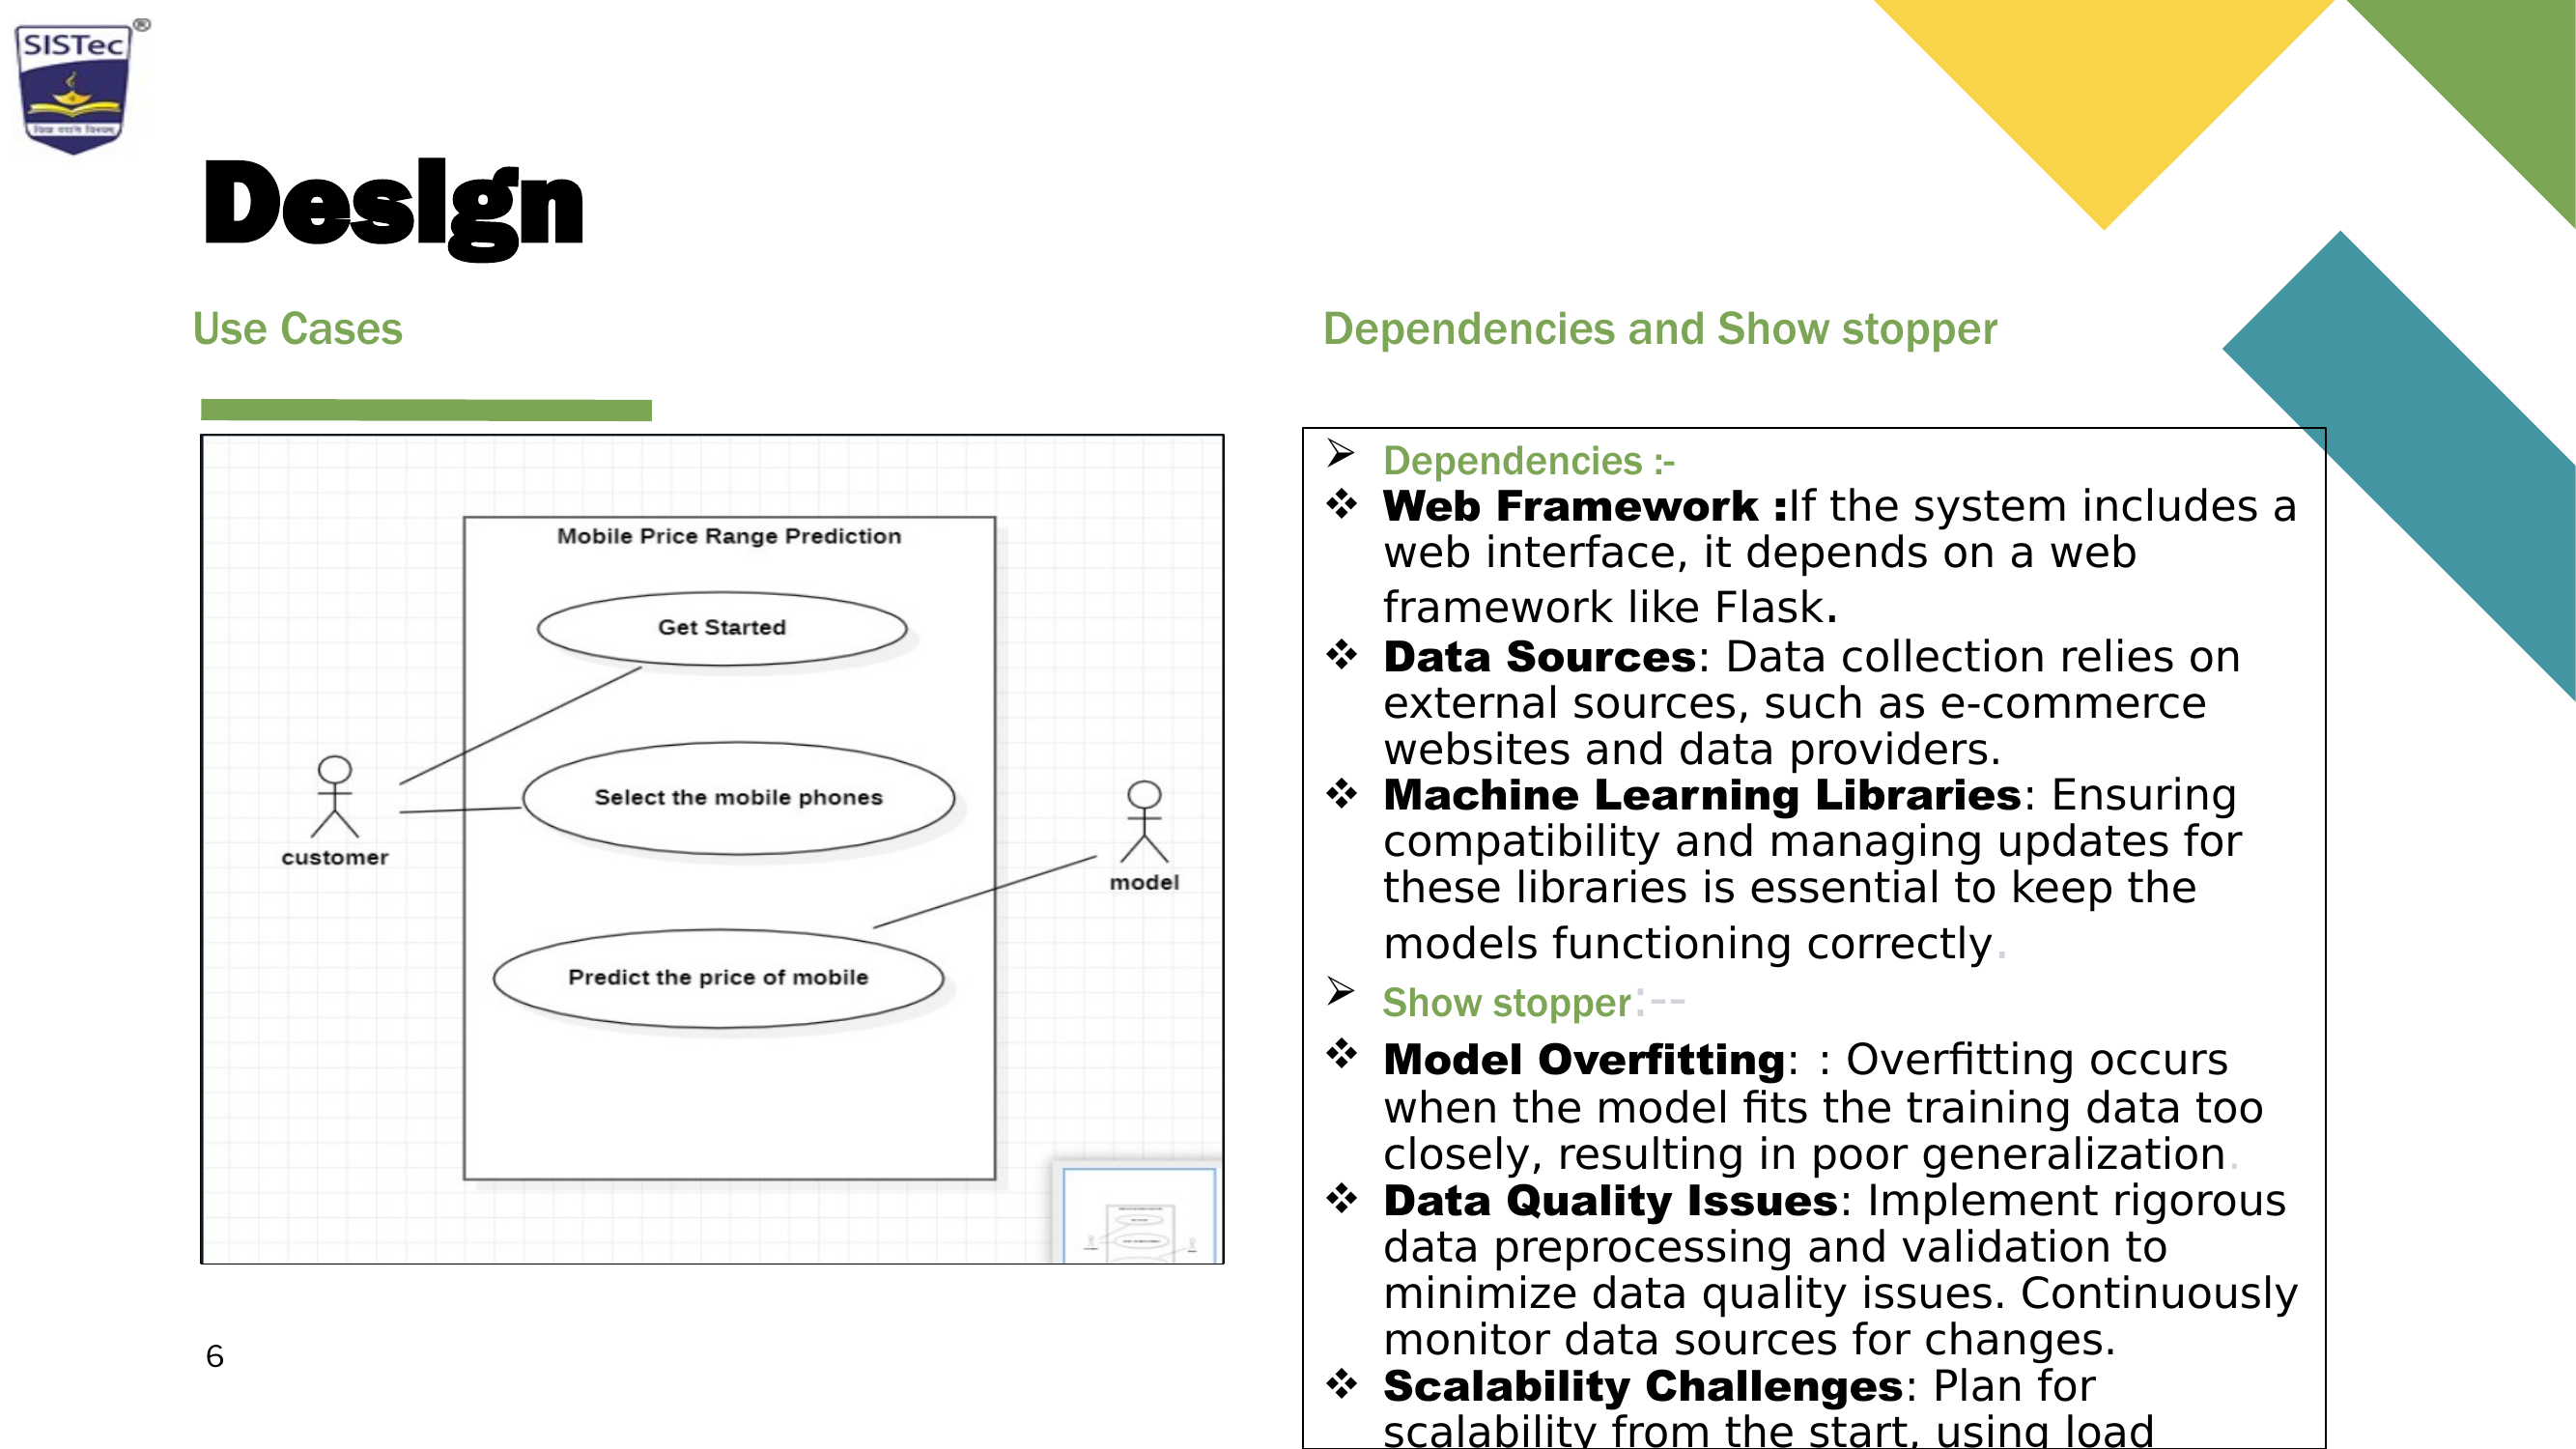 SISTec
®
Design
Use Cases
Dependencies and Show stopper
Mobile Price Range Prediction
Get Started
Select the mobile phones
customer
model
Predict the price of mobile
➢ Dependencies :-
❖ Web Framework :If the system includes a
web interface, it depends on a web
framework like Flask.
❖ Data Sources: Data collection relies on
external sources, such as e-commerce
websites and data providers.
❖ Machine Learning Libraries: Ensuring
compatibility and managing updates for
these libraries is essential to keep the
models functioning correctly.
➢ Show stopper:--
❖ Model Overfitting: : Overfitting occurs
when the model fits the training data too
closely, resulting in poor generalization.
❖ Data Quality Issues: Implement rigorous
data preprocessing and validation to
minimize data quality issues. Continuously
monitor data sources for changes.
❖ Scalability Challenges: Plan for
scalability from the start, using load
6